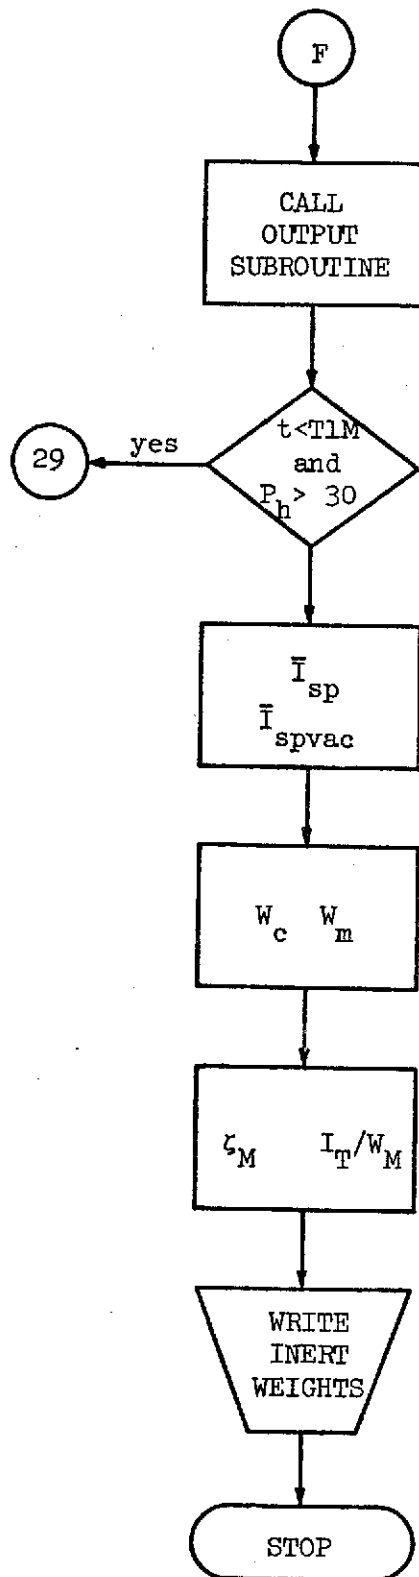 F
CALL
OUTPUT
SUBROUTINE
t<T1M
and
P_h> 30
yes
29
Ī_sp
Ī_spvac
W_c W_m
ζ_M I_T/W_M
WRITE
INERT
WEIGHTS
STOP